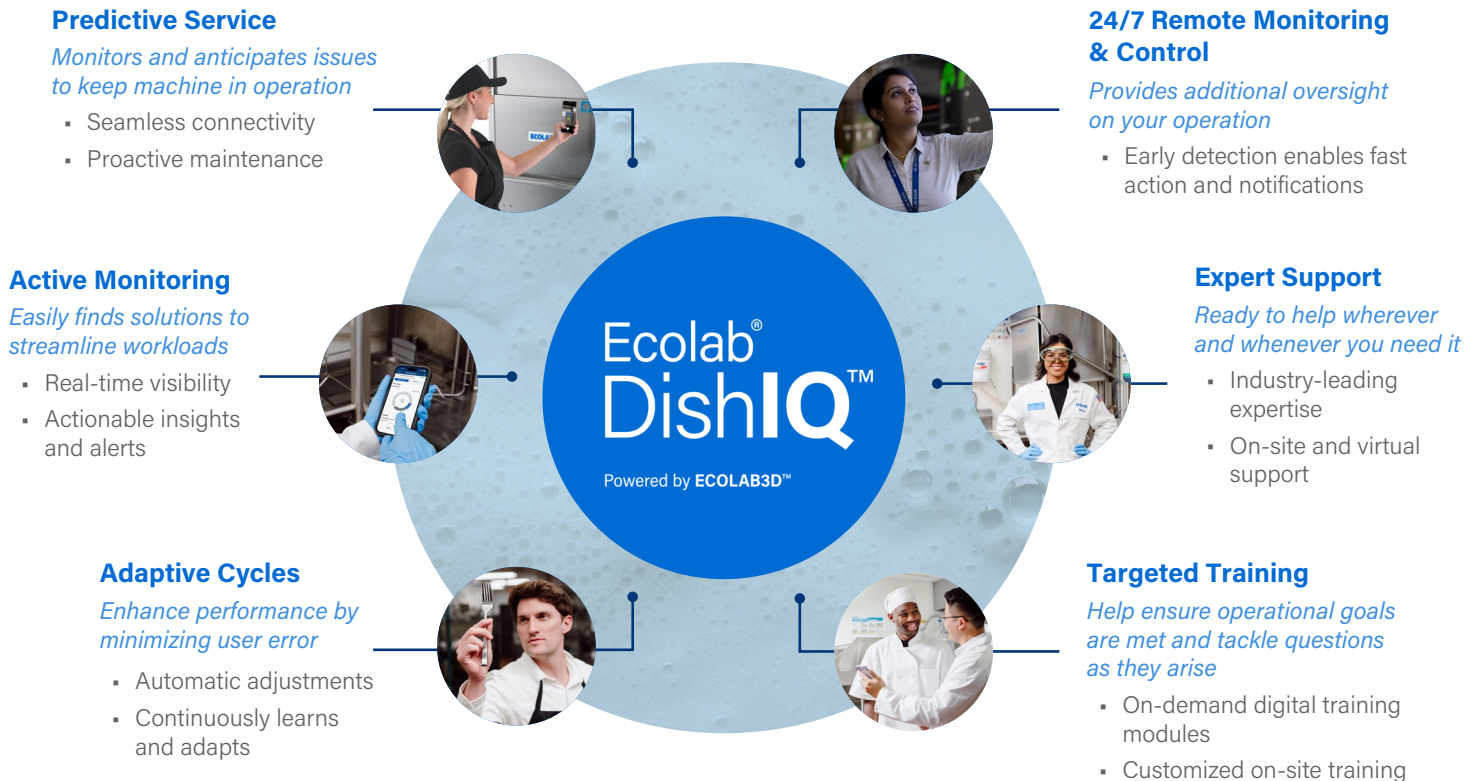 Predictive Service
Monitors and anticipates issues
to keep machine in operation
▪ Seamless connectivity
▪ Proactive maintenance
24/7 Remote Monitoring
& Control
Provides additional oversight
on your operation
▪ Early detection enables fast
action and notifications
Active Monitoring
Easily finds solutions to
streamline workloads
▪ Real-time visibility
▪ Actionable insights
and alerts
Ecolab®
DishIQ™
Powered by ECOLAB3D™
Expert Support
Ready to help wherever
and whenever you need it
▪ Industry-leading
expertise
▪ On-site and virtual
support
Adaptive Cycles
Enhance performance by
minimizing user error
▪ Automatic adjustments
▪ Continuously learns
and adapts
Targeted Training
Help ensure operational goals
are met and tackle questions
as they arise
▪ On-demand digital training
modules
▪ Customized on-site training